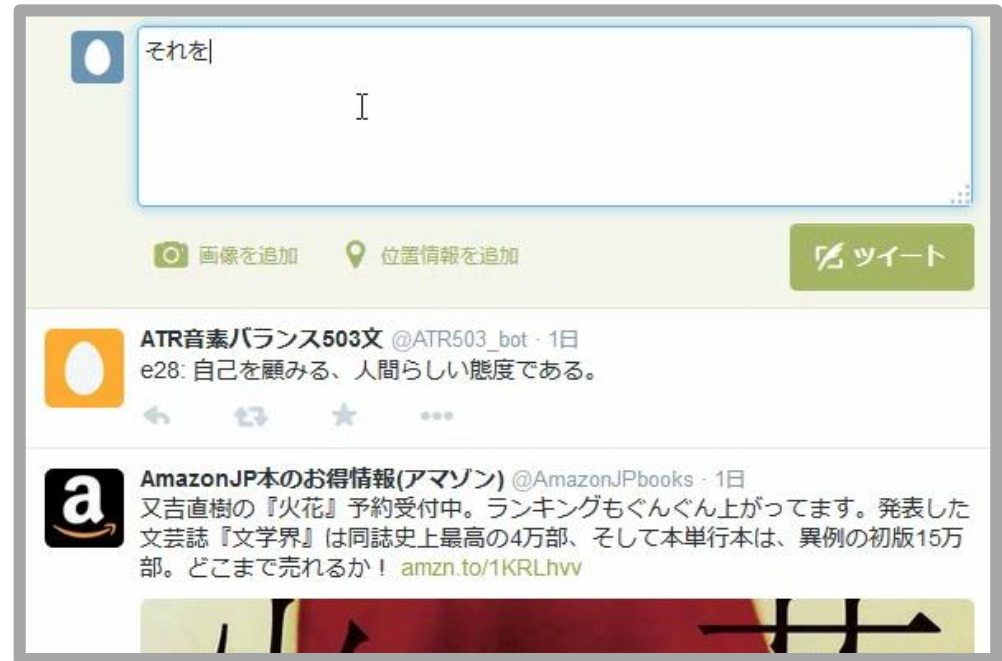 それを
画像を追加 位置情報を追加 ツイート
ATR音素バランス503文 @ATR503_bot · 1日
e28: 自己を顧みる、人間らしい態度である。
AmazonJP本のお得情報(アマゾン) @AmazonJPbooks · 1日
又吉直樹の『火花』予約受付中。ランキングもぐんぐん上がってます。発表した
文芸誌『文学界』は同誌史上最高の4万部、そして本単行本は、異例の初版15万
部。どこまで売れるか！ amzn.to/1KRLhvv